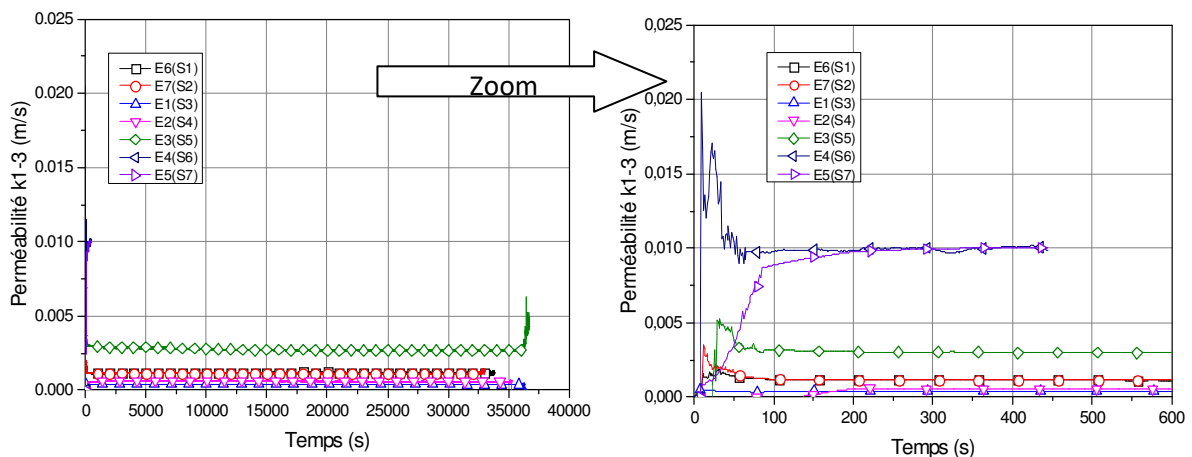 0.025
0.020
0.015
0.010
0.005
0.000
Perméabilité k1-3 (m/s)
E6(S1)
E7(S2)
E1(S3)
E2(S4)
E3(S5)
E4(S6)
E5(S7)
0 5000 10000 15000 20000 25000 30000 35000 40000
Temps (s)
Zoom
0,025
0,020
0,015
0,010
0,005
0,000
Perméabilité k1-3 (m/s)
E6(S1)
E7(S2)
E1(S3)
E2(S4)
E3(S5)
E4(S6)
E5(S7)
0 100 200 300 400 500 600
Temps (s)